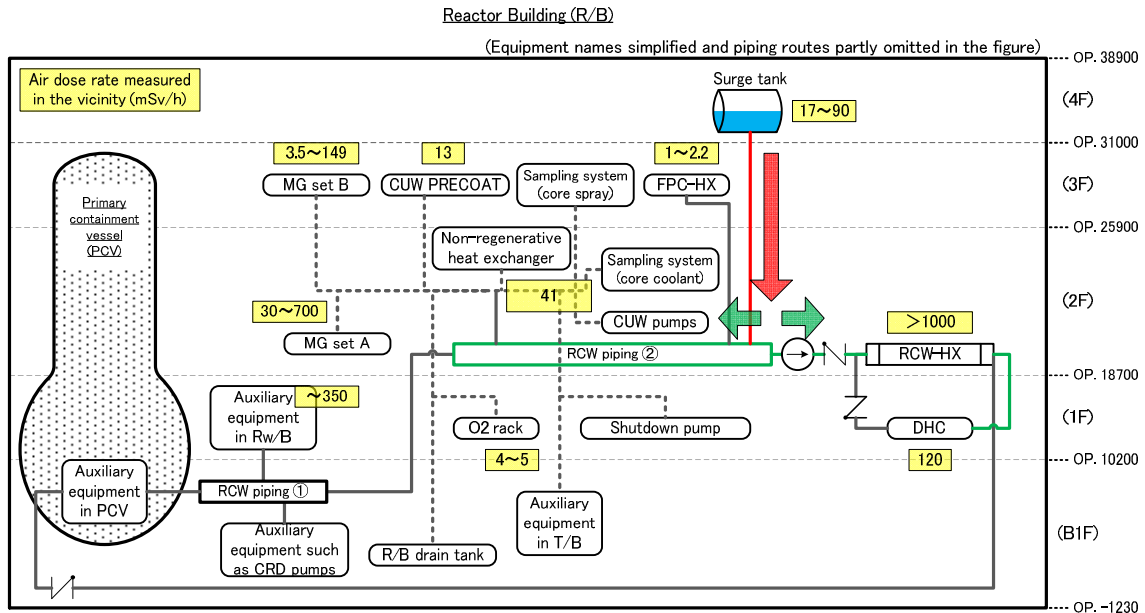 Reactor Building (R/B)
(Equipment names simplified and piping routes partly omitted in the figure)
OP. 38900
Air dose rate measured
in the vicinity (mSv/h)
Surge tank
17～90
(4F)
OP. 31000
3.5～149
13
1～2.2
MG set B
CUW PRECOAT
Sampling system
(core spray)
FPC-HX
(3F)
Primary
containment
vessel
(PCV)
OP. 25900
Non-regenerative
heat exchanger
Sampling system
(core coolant)
41
(2F)
30～700
CUW pumps
>1000
MG set A
RCW piping ②
RCW-HX
OP. 18700
～350
Auxiliary
equipment
in Rw/B
O2 rack
Shutdown pump
DHC
(1F)
4～5
120
OP. 10200
Auxiliary
equipment
in PCV
RCW piping ①
Auxiliary
equipment
in T/B
Auxiliary
equipment such
as CRD pumps
R/B drain tank
(B1F)
OP. -1230